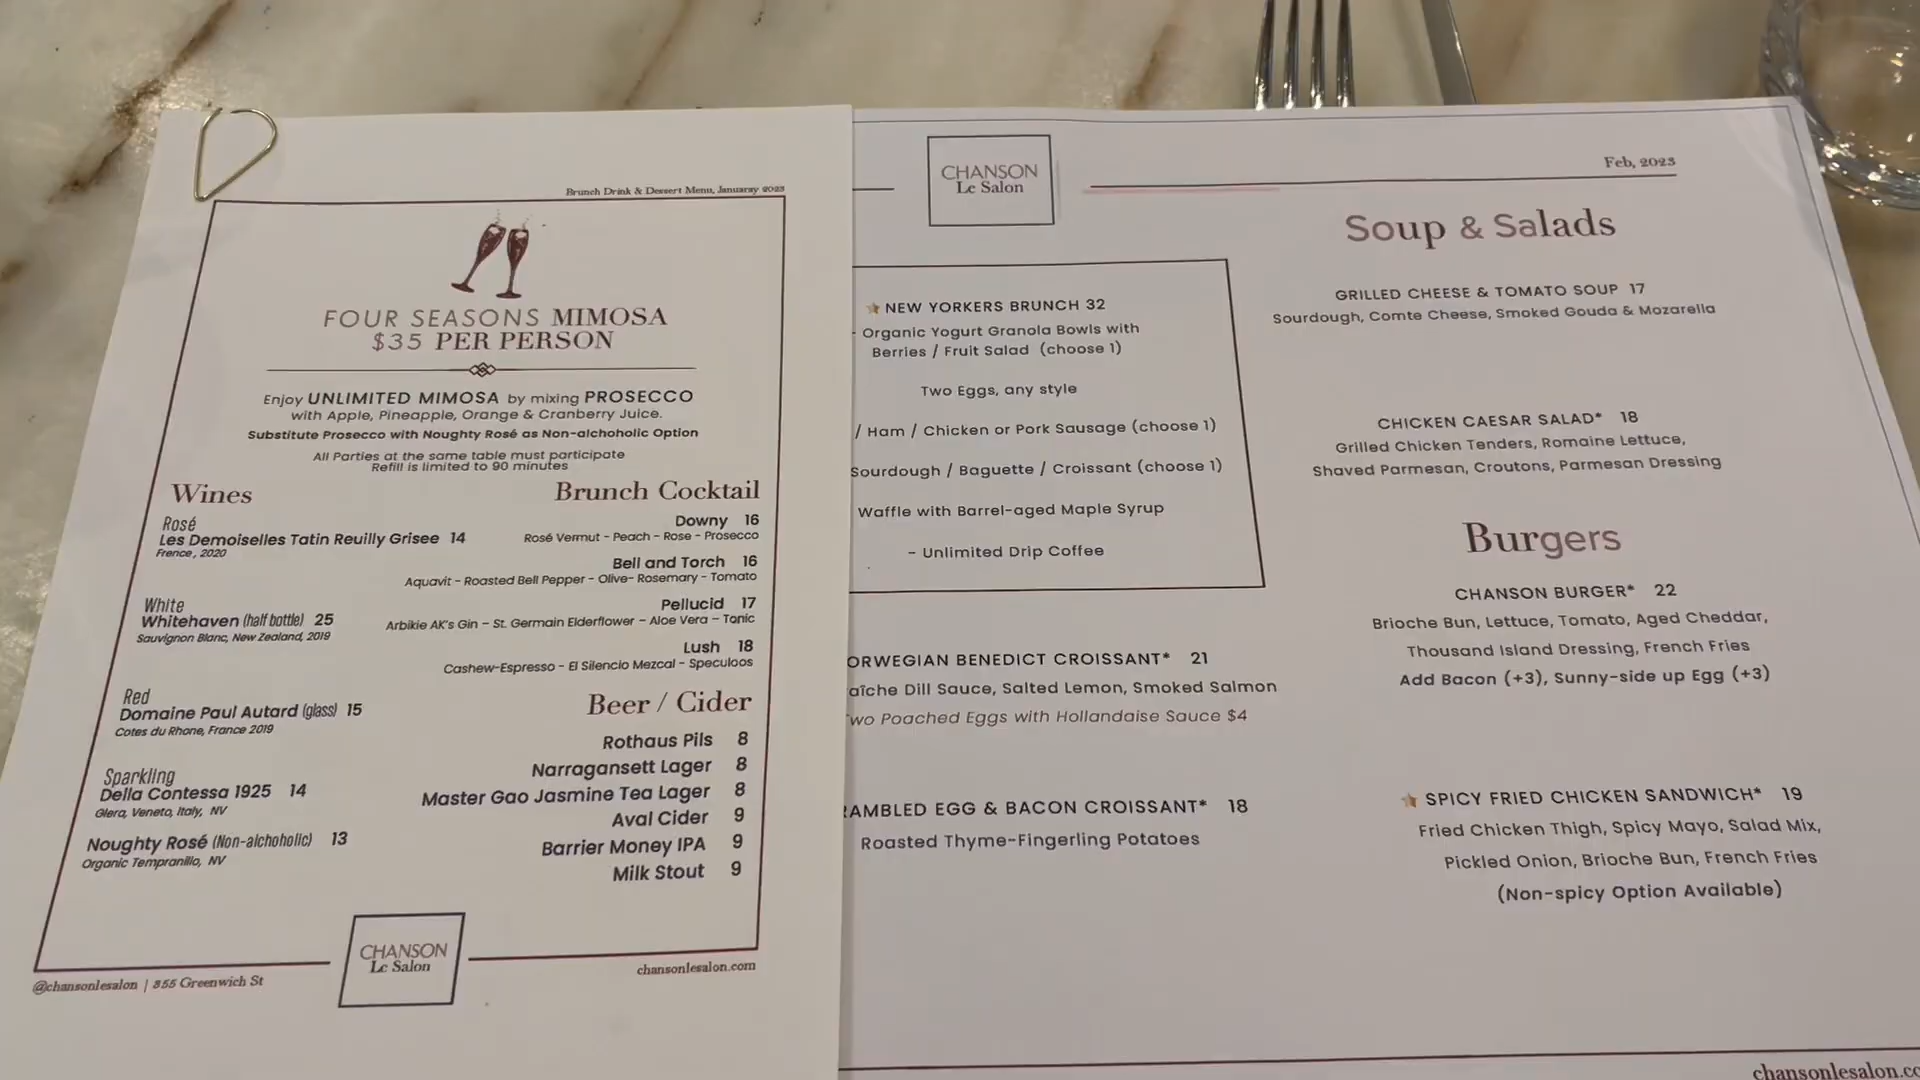 Brunch Drink & Dessert Menu, Januaray 2023
FOUR SEASONS MIMOSA
$35 PER PERSON
Enjoy UNLIMITED MIMOSA by mixing PROSECCO
with Apple, Pineapple, Orange & Cranberry Juice.
Substitute Prosecco with Noughty Rosé as Non-alchoholic Option
All Parties at the same table must participate
Refill is limited to 90 minutes
Wines
Rosé
Les Demoiselles Tatin Reuilly Grisee 14
Frence, 2020
White
Whitehaven (half bottle) 25
Sauvignon Blanc, New Zealand, 2019
Red
Domaine Paul Autard (glass) 15
Cotes du Rhone, France 2019
Sparkling
Della Contessa 1925 14
Glera, Veneto, Italy, NV
Noughty Rosé (Non-alchoholic) 13
Organic Tempranillo, NV
Brunch Cocktail
Downy 16
Rosé Vermut - Peach - Rose - Prosecco
Bell and Torch 16
Aquavit - Roasted Bell Pepper - Olive- Rosemary - Tomato
Pellucid 17
Arbikie AK's Gin - St. Germain Elderflower - Aloe Vera - Tonic
Lush 18
Cashew-Espresso - El Silencio Mezcal - Speculoos
Beer / Cider
Rothaus Pils 8
Narragansett Lager 8
Master Gao Jasmine Tea Lager 8
Aval Cider 9
Barrier Money IPA 9
Milk Stout 9
CHANSON
Le Salon
@chansonlesalon | 355 Greenwich St
chansonlesalon.com
CHANSON
Le Salon
Feb, 2023
NEW YORKERS BRUNCH 32
- Organic Yogurt Granola Bowls with
Berries / Fruit Salad (choose 1)
Two Eggs, any style
/ Ham / Chicken or Pork Sausage (choose 1)
Sourdough / Baguette / Croissant (choose 1)
Waffle with Barrel-aged Maple Syrup
- Unlimited Drip Coffee
ORWEGIAN BENEDICT CROISSANT* 21
aîche Dill Sauce, Salted Lemon, Smoked Salmon
wo Poached Eggs with Hollandaise Sauce $4
RAMBLED EGG & BACON CROISSANT* 18
Roasted Thyme-Fingerling Potatoes
Soup & Salads
GRILLED CHEESE & TOMATO SOUP 17
Sourdough, Comte Cheese, Smoked Gouda & Mozarella
CHICKEN CAESAR SALAD* 18
Grilled Chicken Tenders, Romaine Lettuce,
Shaved Parmesan, Croutons, Parmesan Dressing
Burgers
CHANSON BURGER* 22
Brioche Bun, Lettuce, Tomato, Aged Cheddar,
Thousand Island Dressing, French Fries
Add Bacon (+3), Sunny-side up Egg (+3)
SPICY FRIED CHICKEN SANDWICH* 19
Fried Chicken Thigh, Spicy Mayo, Salad Mix,
Pickled Onion, Brioche Bun, French Fries
(Non-spicy Option Available)
chansonlesalon.co